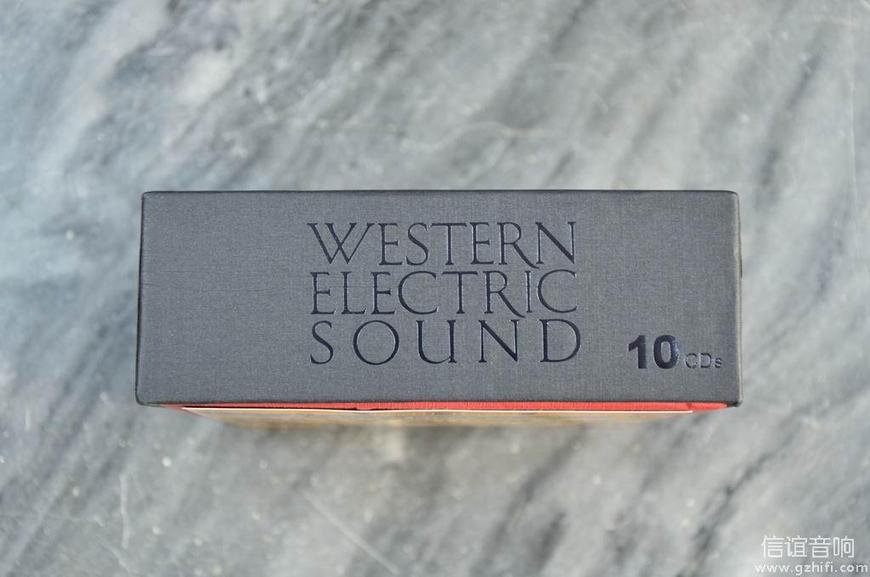 WESTERN
ELECTRIC
SOUND
10 CDs
信谊音响
www.gzhifi.com